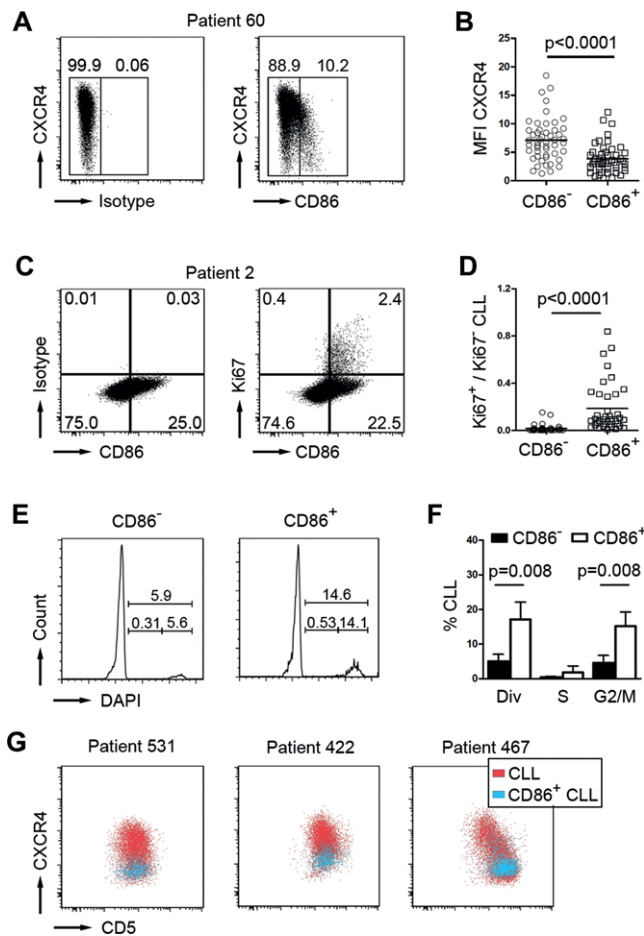 A
Patient 60
99.9 0.06
CXCR4
Isotype
88.9 10.2
CXCR4
CD86
B
p<0.0001
MFI CXCR4
25
20
15
10
5
0
CD86⁻ CD86⁺
C
Patient 2
0.01 0.03
Isotype
75.0 25.0
CD86
0.4 2.4
Ki67
74.6 22.5
CD86
D
p<0.0001
Ki67⁺ / Ki67⁻ CLL
1.2
0.8
0.4
0.0
CD86⁻ CD86⁺
E
CD86⁻
5.9
0.31 5.6
Count
DAPI
CD86⁺
14.6
0.53 14.1
F
CD86⁻ CD86⁺
p=0.008 p=0.008
% CLL
40
30
20
10
0
Div S G2/M
G
Patient 531 Patient 422 Patient 467
CLL
CD86⁺ CLL
CXCR4
CD5